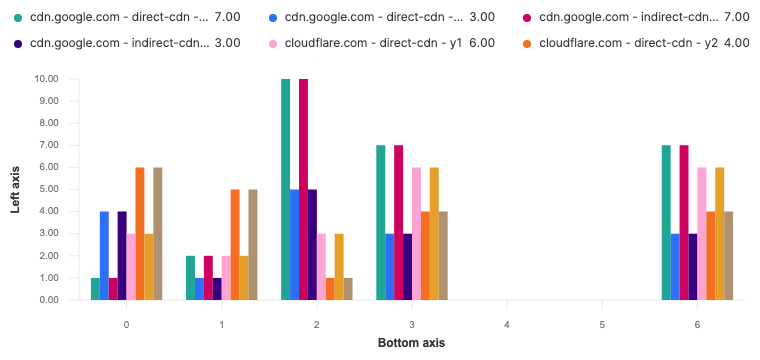 cdn.google.com - direct-cdn -... 7.00 cdn.google.com - direct-cdn -... 3.00 cdn.google.com - indirect-cdn... 7.00
cdn.google.com - indirect-cdn... 3.00 cloudflare.com - direct-cdn - y1 6.00 cloudflare.com - direct-cdn - y2 4.00
10.00
9.00
8.00
7.00
6.00
5.00
4.00
3.00
2.00
1.00
0.00
Left axis
0 1 2 3 4 5 6
Bottom axis